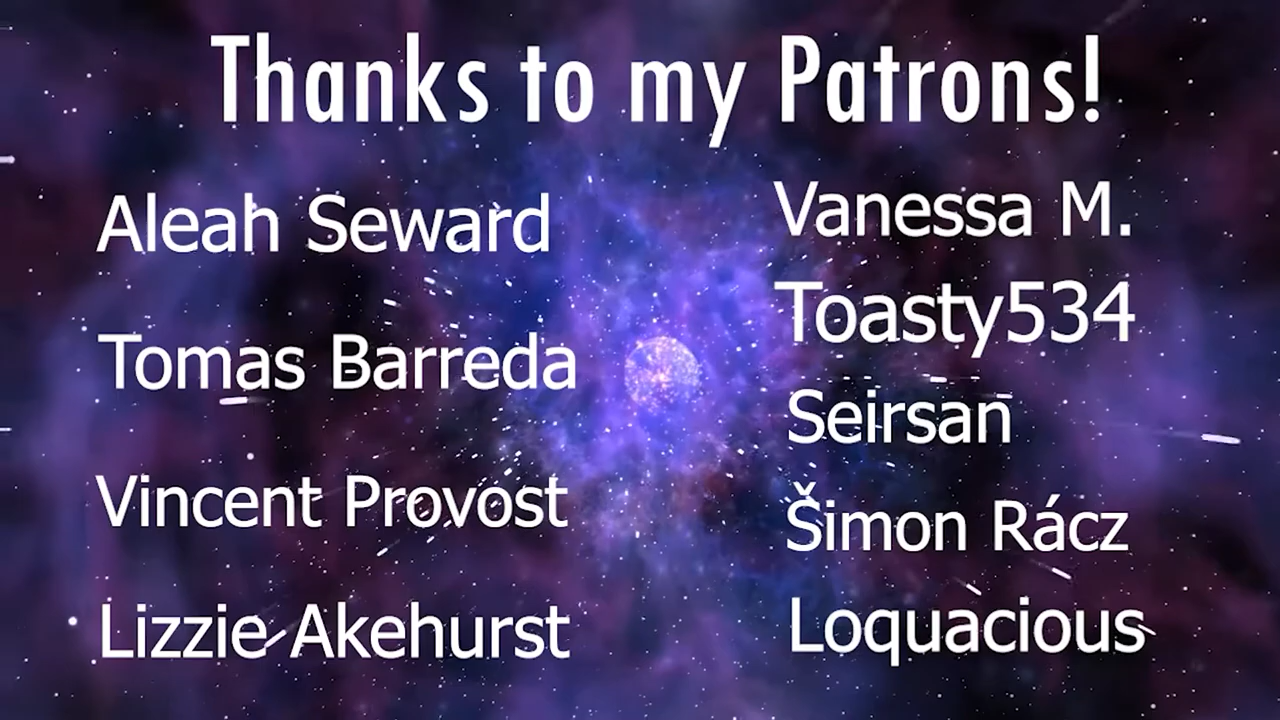 Thanks to my Patrons!
Aleah Seward
Tomas Barreda
Vincent Provost
Lizzie Akehurst
Vanessa M.
Toasty534
Seirsan
Šimon Rácz
Loquacious